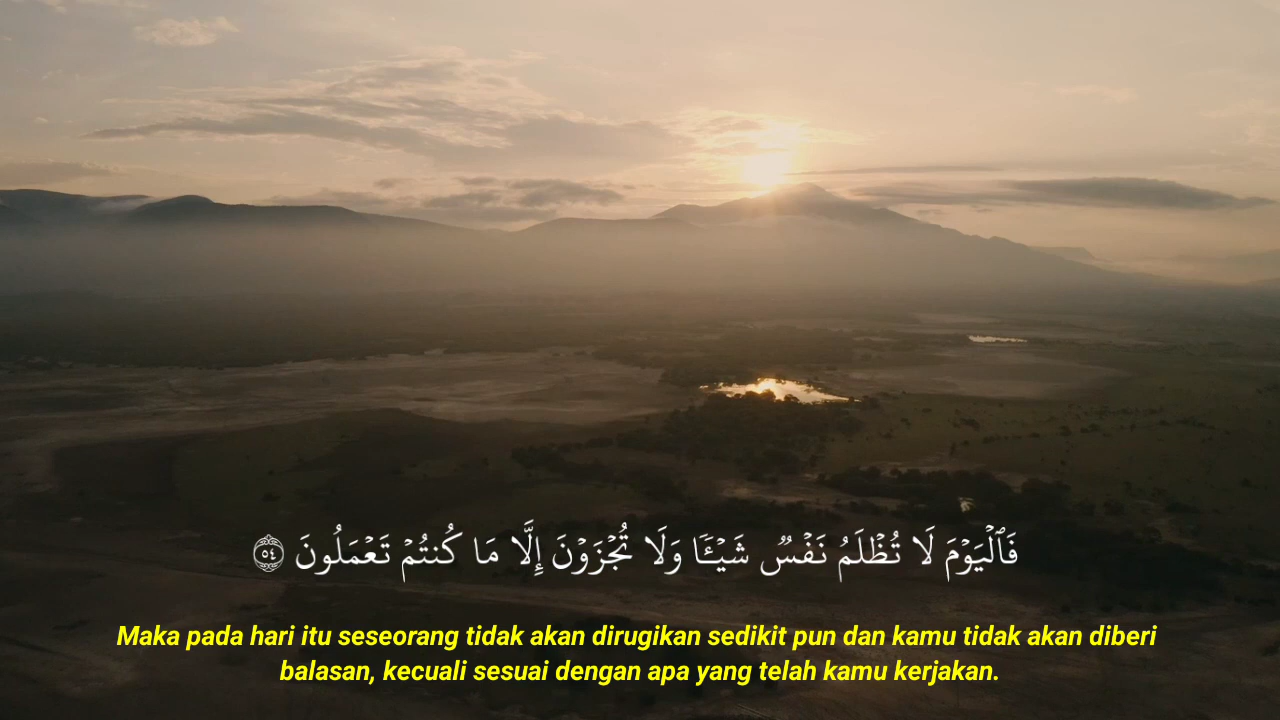 فَٱلْيَوْمَ لَا تُظْلَمُ نَفْسٌ شَيْـًٔا وَلَا تُجْزَوْنَ إِلَّا مَا كُنتُمْ تَعْمَلُونَ ٥٤
Maka pada hari itu seseorang tidak akan dirugikan sedikit pun dan kamu tidak akan diberi
balasan, kecuali sesuai dengan apa yang telah kamu kerjakan.